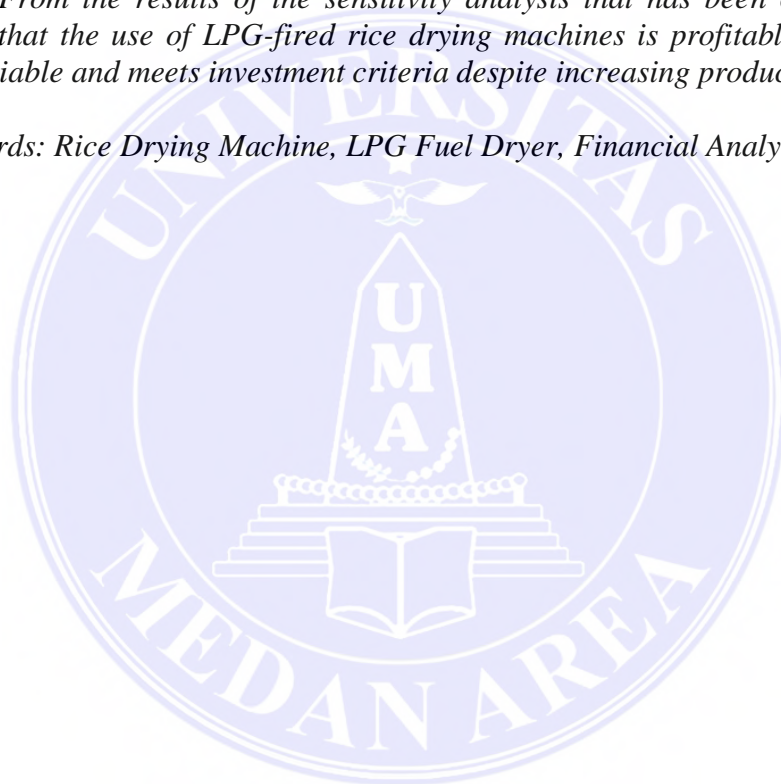 From the results of the sensitivity analysis that has been
that the use of LPG-fired rice drying machines is profitabl
iable and meets investment criteria despite increasing produc
rds: Rice Drying Machine, LPG Fuel Dryer, Financial Analy
UNIVERSITAS
UMA
MEDAN AREA